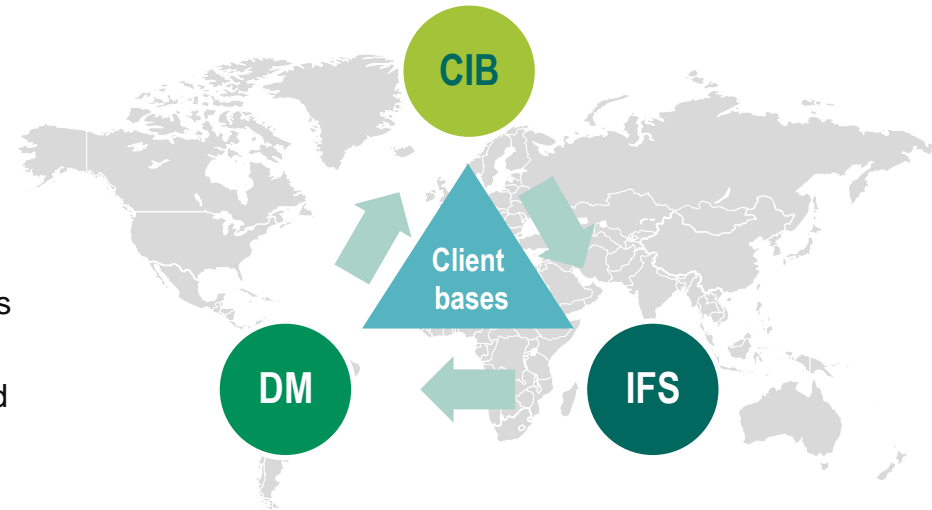 CIB
Client
bases
s
DM
IFS
d